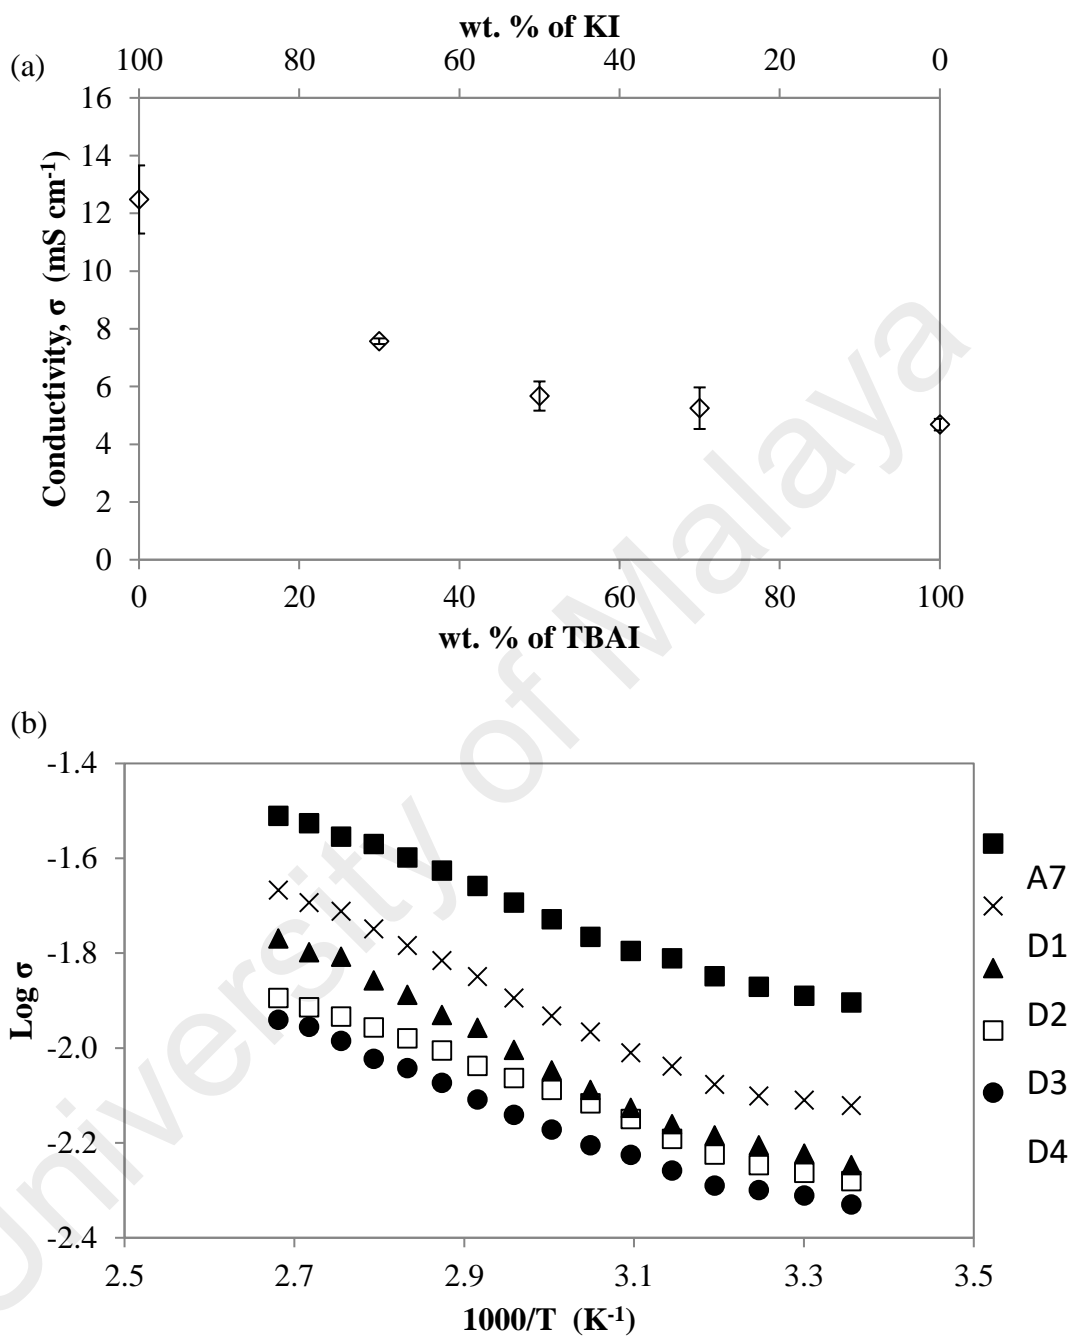 wt. % of KI
(a)
100 80 60 40 20 0
16
14
12
10
8
6
4
2
0
Conductivity, σ (mS cm⁻¹)
0 20 40 60 80 100
wt. % of TBAI
(b)
-1.4
-1.6
-1.8
-2.0
-2.2
-2.4
Log σ
2.5 2.7 2.9 3.1 3.3 3.5
1000/T (K⁻¹)
A7
D1
D2
D3
D4
University of Malaya